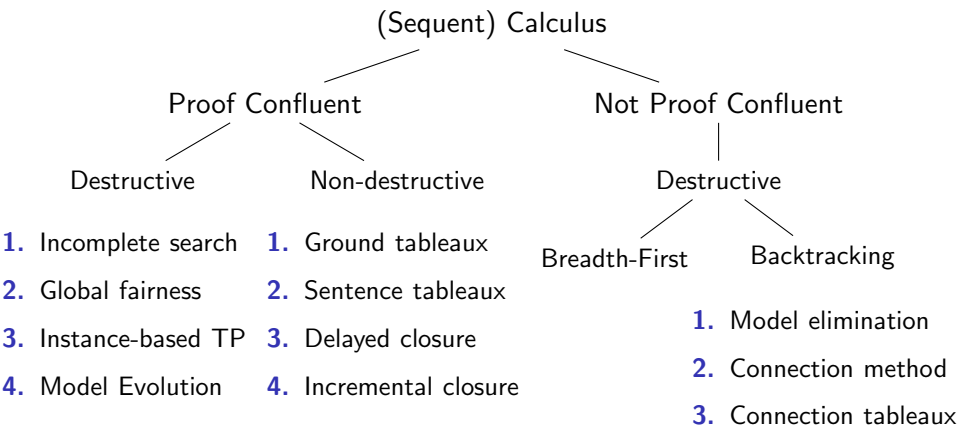 (Sequent) Calculus
Proof Confluent
Not Proof Confluent
Destructive
Non-destructive
Destructive
1. Incomplete search
2. Global fairness
3. Instance-based TP
4. Model Evolution
1. Ground tableaux
2. Sentence tableaux
3. Delayed closure
4. Incremental closure
Breadth-First
Backtracking
1. Model elimination
2. Connection method
3. Connection tableaux